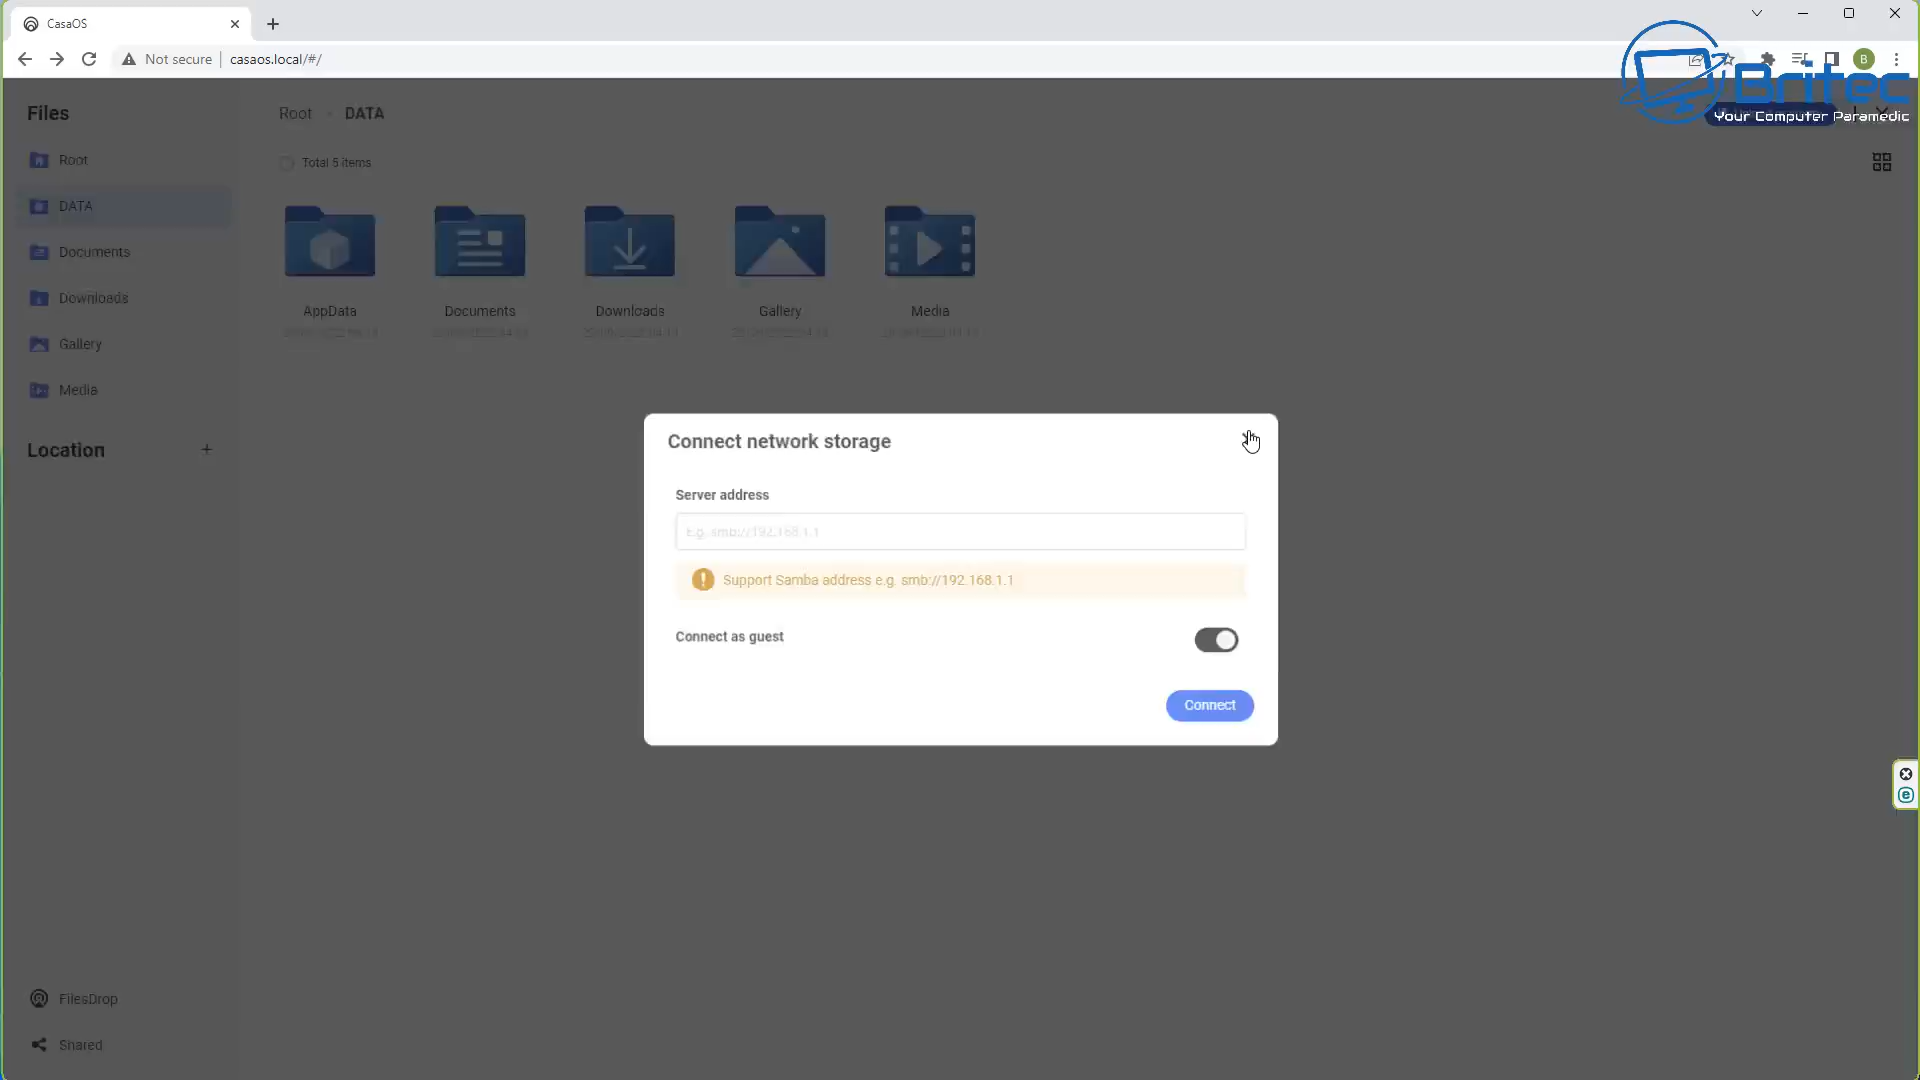 CasaOS
Not secure
casaos.local/#/
B
Britec
Your Computer Paramedic
Files
Root
DATA
Documents
Downloads
Gallery
Media
Location
FilesDrop
Shared
Root
DATA
Total 5 items
AppData
Documents
Downloads
Gallery
Media
Connect network storage
Server address
E.g. smb://192.168.1.1
Support Samba address e.g. smb://192.168.1.1
Connect as guest
Connect